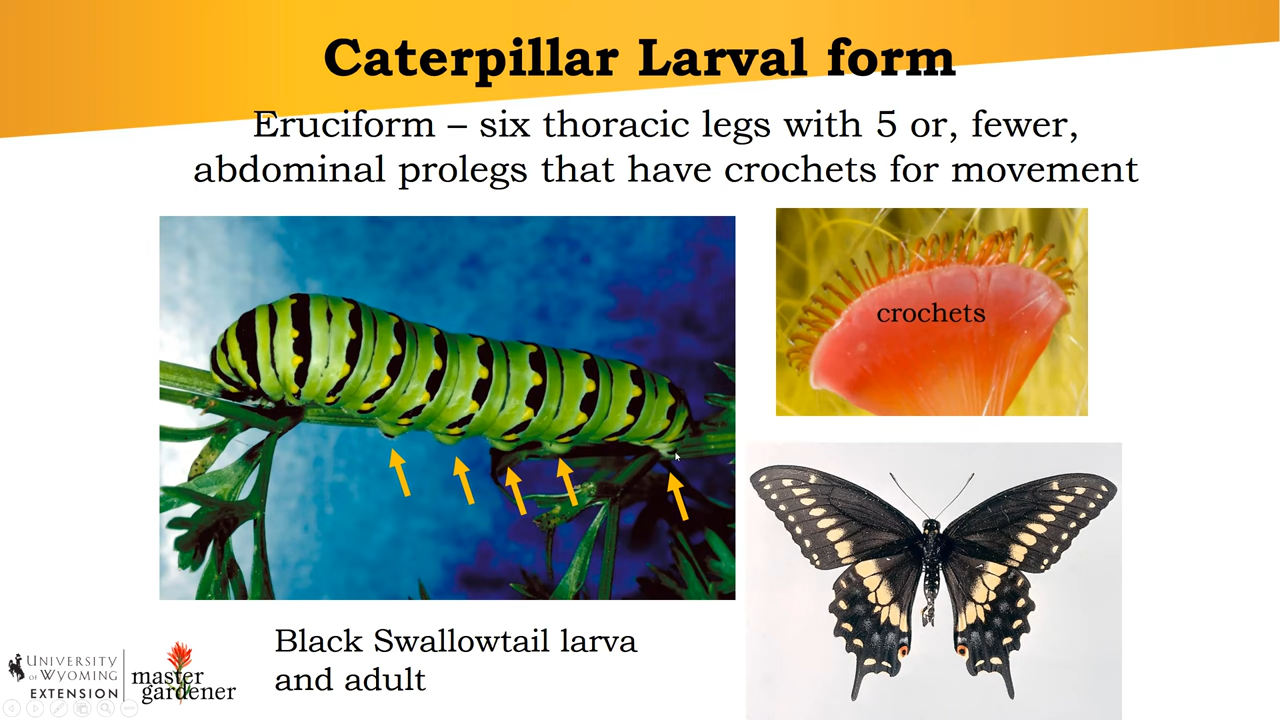 Caterpillar Larval form
Eruciform – six thoracic legs with 5 or, fewer,
abdominal prolegs that have crochets for movement
crochets
Black Swallowtail larva
and adult
UNIVERSITY
OF WYOMING
EXTENSION
master
gardener